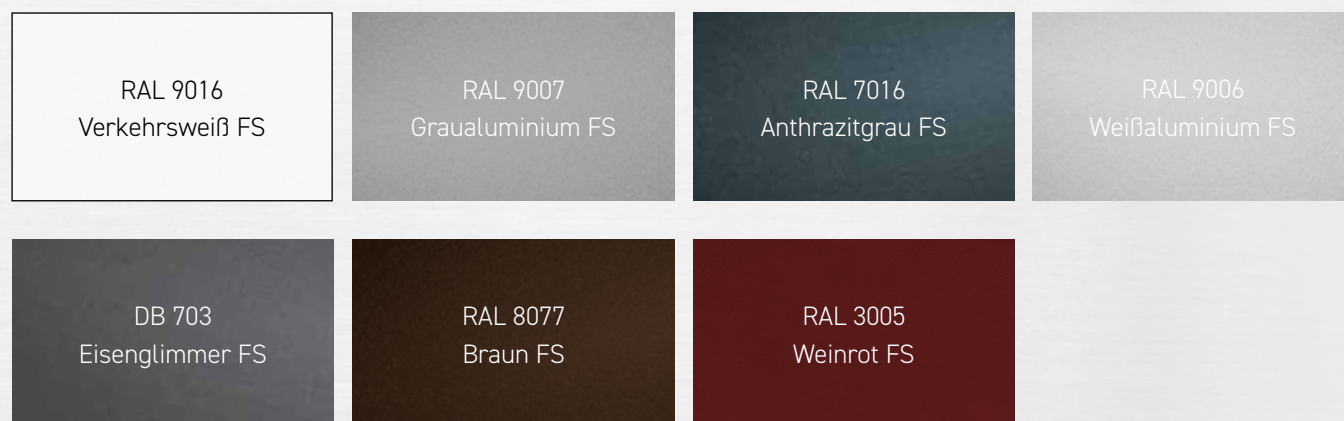 RAL 9016
Verkehrsweiß FS
RAL 9007
Graualuminium FS
RAL 7016
Anthrazitgrau FS
RAL 9006
Weißaluminium FS
DB 703
Eisenglimmer FS
RAL 8077
Braun FS
RAL 3005
Weinrot FS